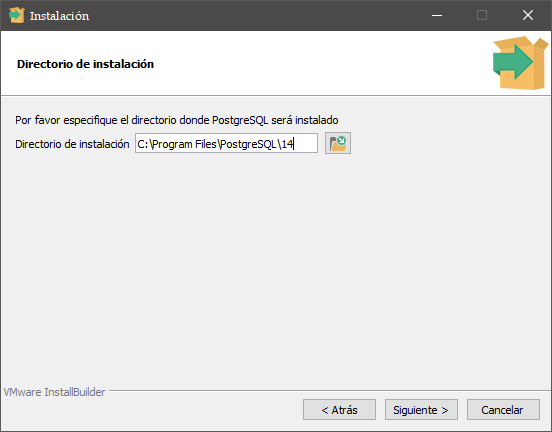 Instalación
Directorio de instalación
Por favor especifique el directorio donde PostgreSQL será instalado
Directorio de instalación C:\Program Files\PostgreSQL\14
VMware InstallBuilder
< Atrás Siguiente > Cancelar